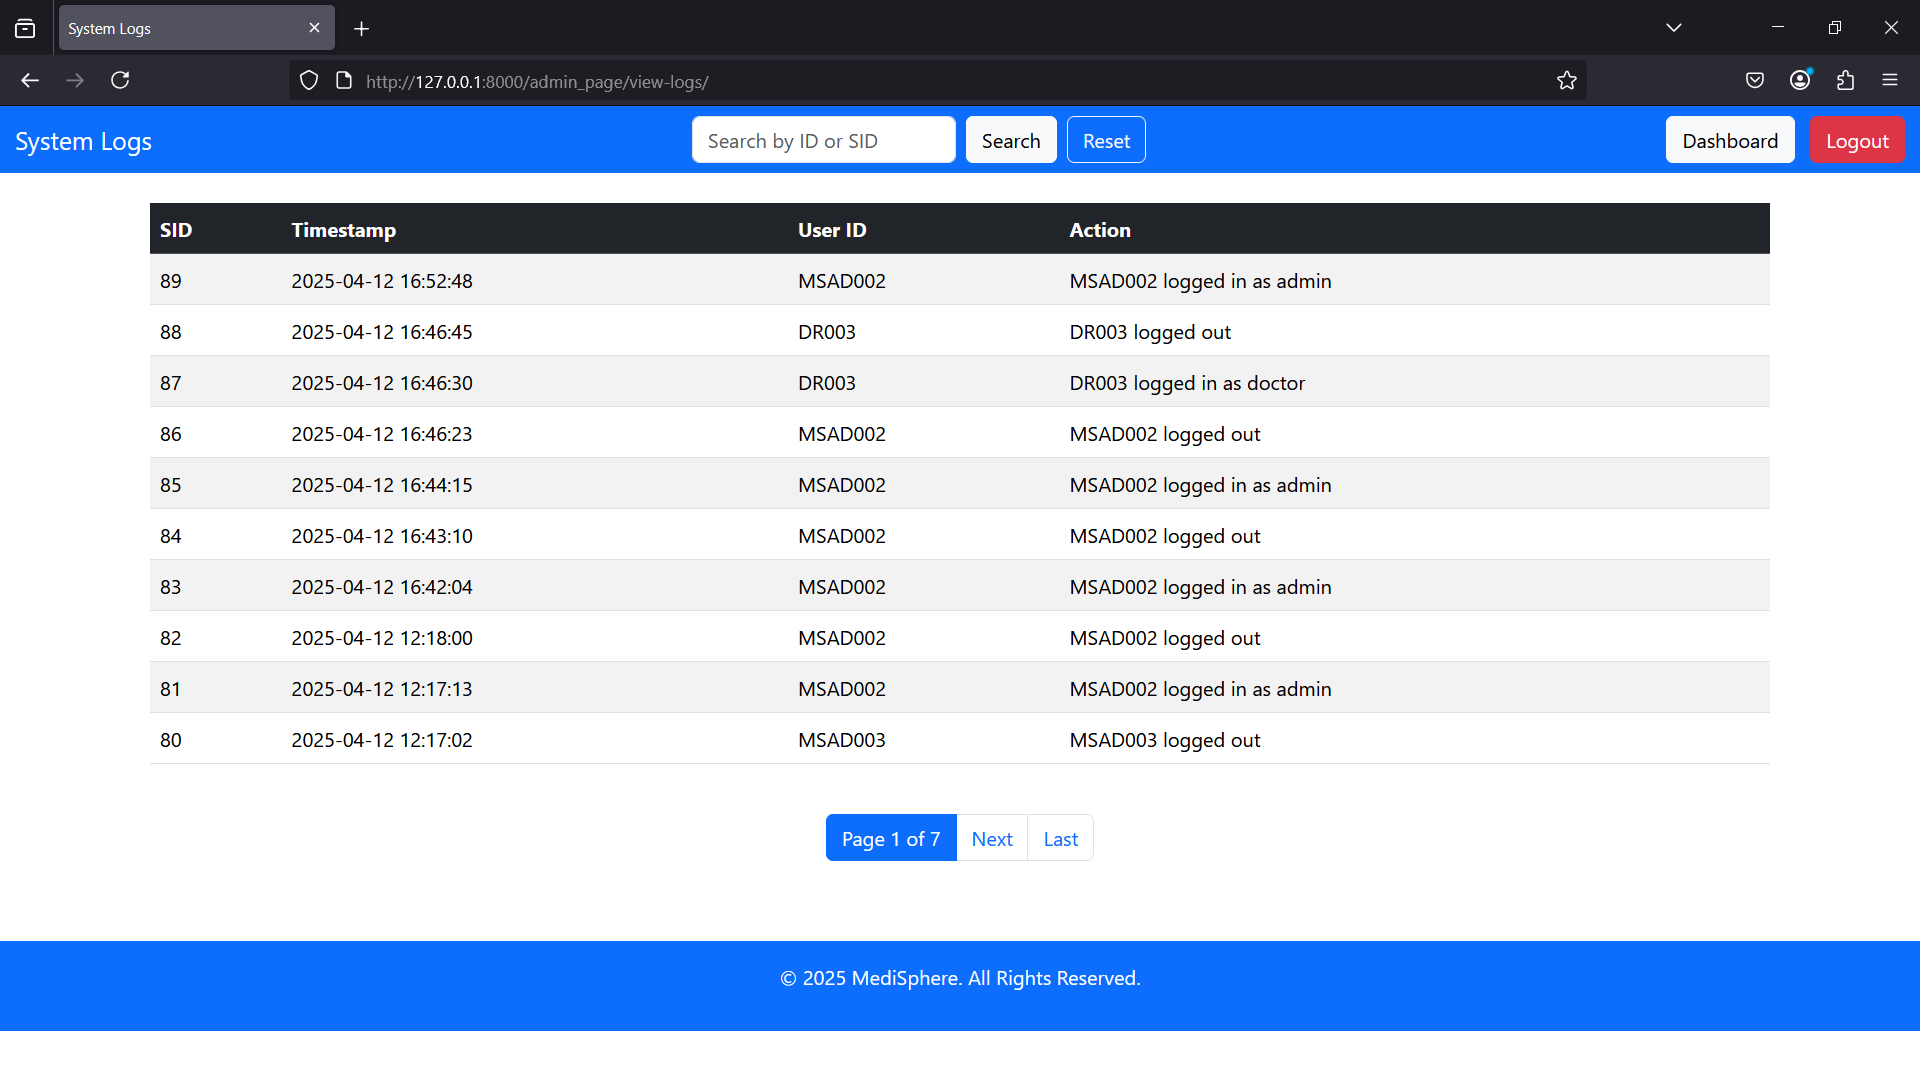 System Logs
http://127.0.0.1:8000/admin_page/view-logs/
System Logs Search by ID or SID Search Reset Dashboard Logout
SID Timestamp User ID Action
89 2025-04-12 16:52:48 MSAD002 MSAD002 logged in as admin
88 2025-04-12 16:46:45 DR003 DR003 logged out
87 2025-04-12 16:46:30 DR003 DR003 logged in as doctor
86 2025-04-12 16:46:23 MSAD002 MSAD002 logged out
85 2025-04-12 16:44:15 MSAD002 MSAD002 logged in as admin
84 2025-04-12 16:43:10 MSAD002 MSAD002 logged out
83 2025-04-12 16:42:04 MSAD002 MSAD002 logged in as admin
82 2025-04-12 12:18:00 MSAD002 MSAD002 logged out
81 2025-04-12 12:17:13 MSAD002 MSAD002 logged in as admin
80 2025-04-12 12:17:02 MSAD003 MSAD003 logged out
Page 1 of 7 Next Last
© 2025 MediSphere. All Rights Reserved.